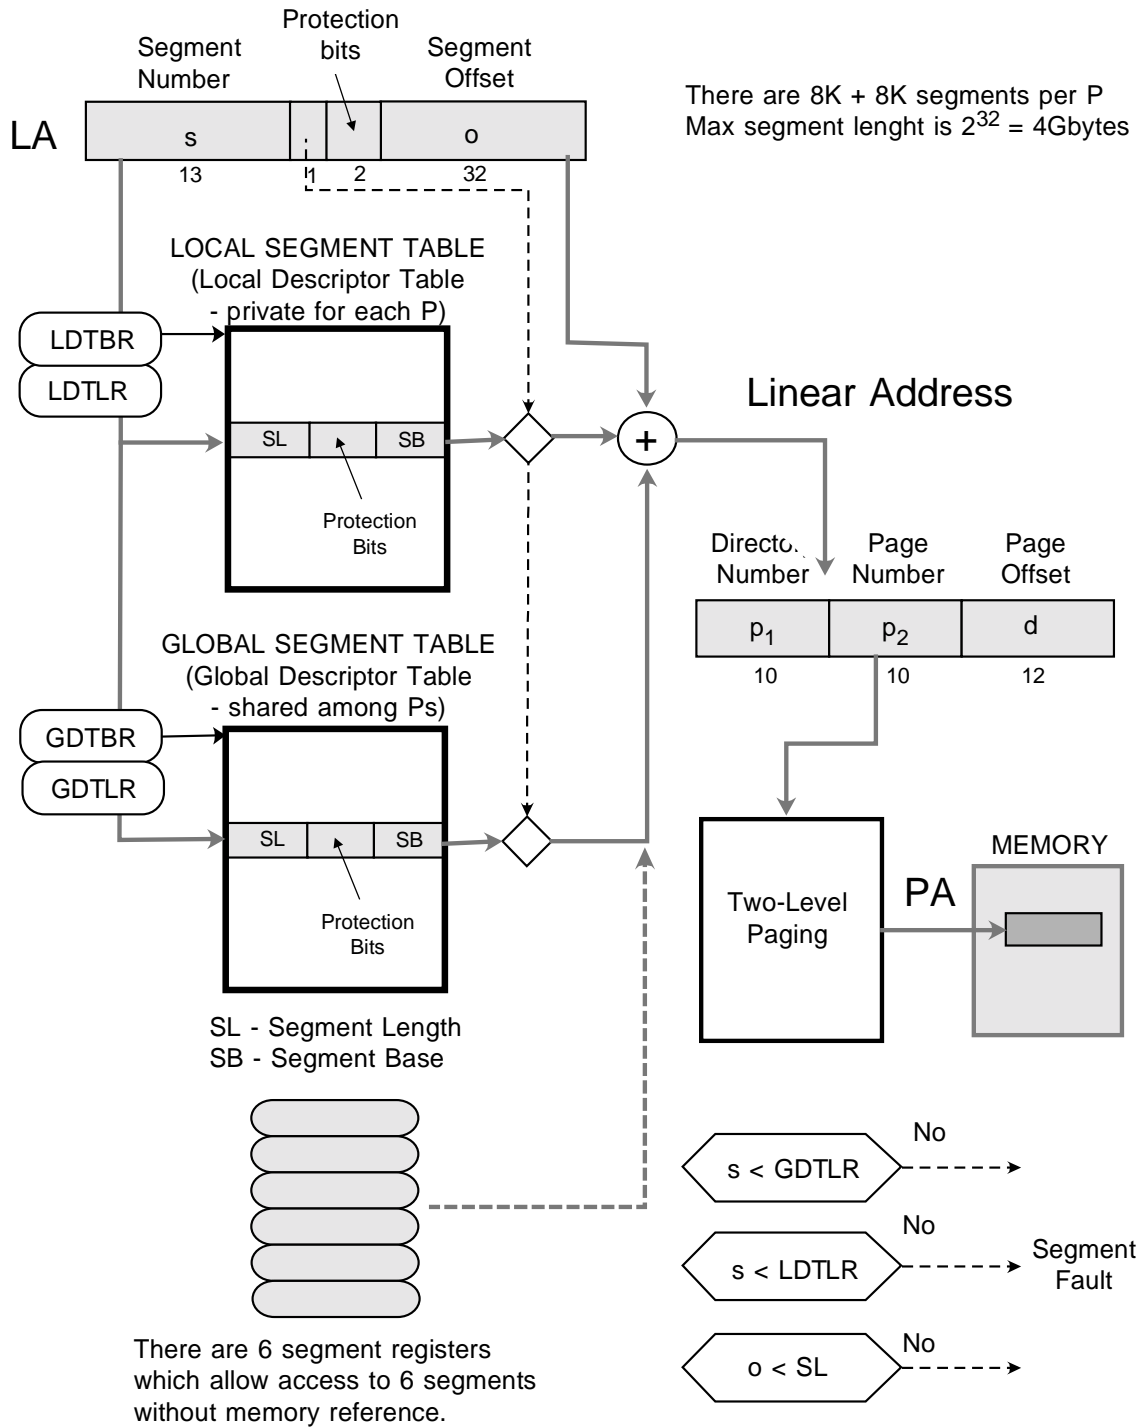 Protection
bits
Segment
Number
Segment
Offset
There are 8K + 8K segments per P
Max segment lenght is 2^32 = 4Gbytes
LA
s
o
13
1
2
32
LOCAL SEGMENT TABLE
(Local Descriptor Table
- private for each P)
LDTBR
LDTLR
SL
SB
Protection
Bits
+
Linear Address
Number
Page
Number
Page
Offset
p1
p2
d
10
10
12
GLOBAL SEGMENT TABLE
(Global Descriptor Table
- shared among Ps)
GDTBR
GDTLR
SL
SB
Protection
Bits
Two-Level
Paging
PA
MEMORY
SL - Segment Length
SB - Segment Base
s < GDTLR
No
s < LDTLR
No
Segment
Fault
o < SL
No
There are 6 segment registers
which allow access to 6 segments
without memory reference.